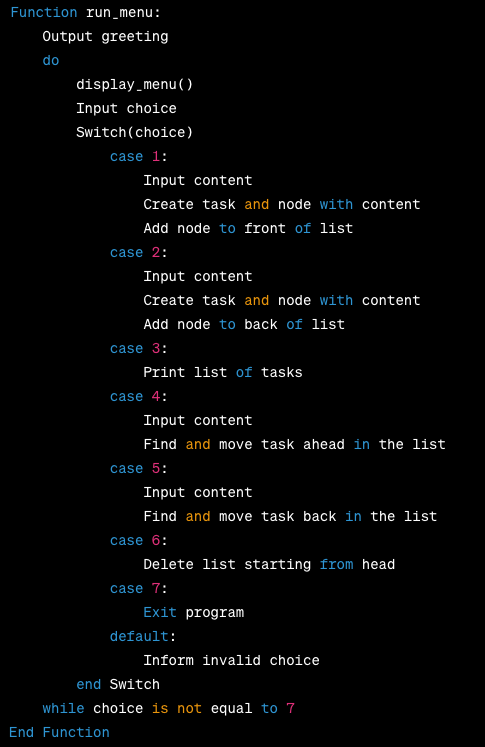 Function run_menu:
Output greeting
do
display_menu()
Input choice
Switch(choice)
case 1:
Input content
Create task and node with content
Add node to front of list
case 2:
Input content
Create task and node with content
Add node to back of list
case 3:
Print list of tasks
case 4:
Input content
Find and move task ahead in the list
case 5:
Input content
Find and move task back in the list
case 6:
Delete list starting from head
case 7:
Exit program
default:
Inform invalid choice
end Switch
while choice is not equal to 7
End Function